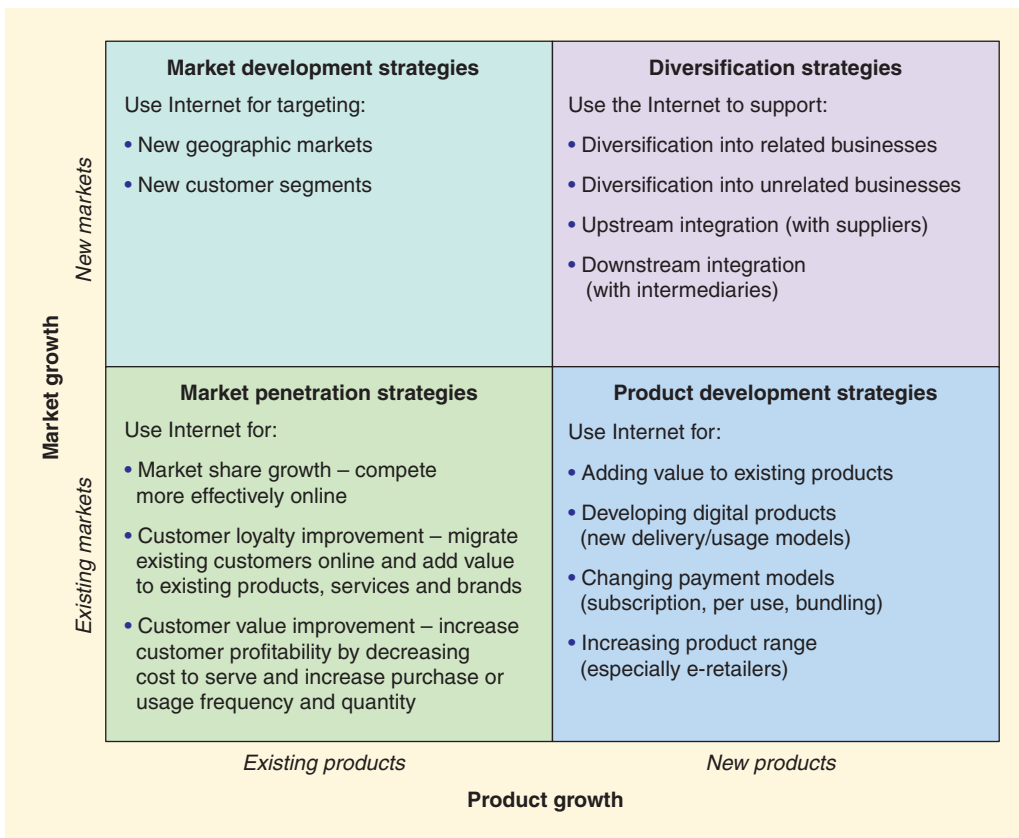 Market development strategies
Use Internet for targeting:
• New geographic markets
• New customer segments
Diversification strategies
Use the Internet to support:
• Diversification into related businesses
• Diversification into unrelated businesses
• Upstream integration (with suppliers)
• Downstream integration
(with intermediaries)
New markets
Market growth
Market penetration strategies
Use Internet for:
• Market share growth – compete
more effectively online
• Customer loyalty improvement – migrate
existing customers online and add value
to existing products, services and brands
• Customer value improvement – increase
customer profitability by decreasing
cost to serve and increase purchase or
usage frequency and quantity
Product development strategies
Use Internet for:
• Adding value to existing products
• Developing digital products
(new delivery/usage models)
• Changing payment models
(subscription, per use, bundling)
• Increasing product range
(especially e-retailers)
Existing markets
Existing products
New products
Product growth